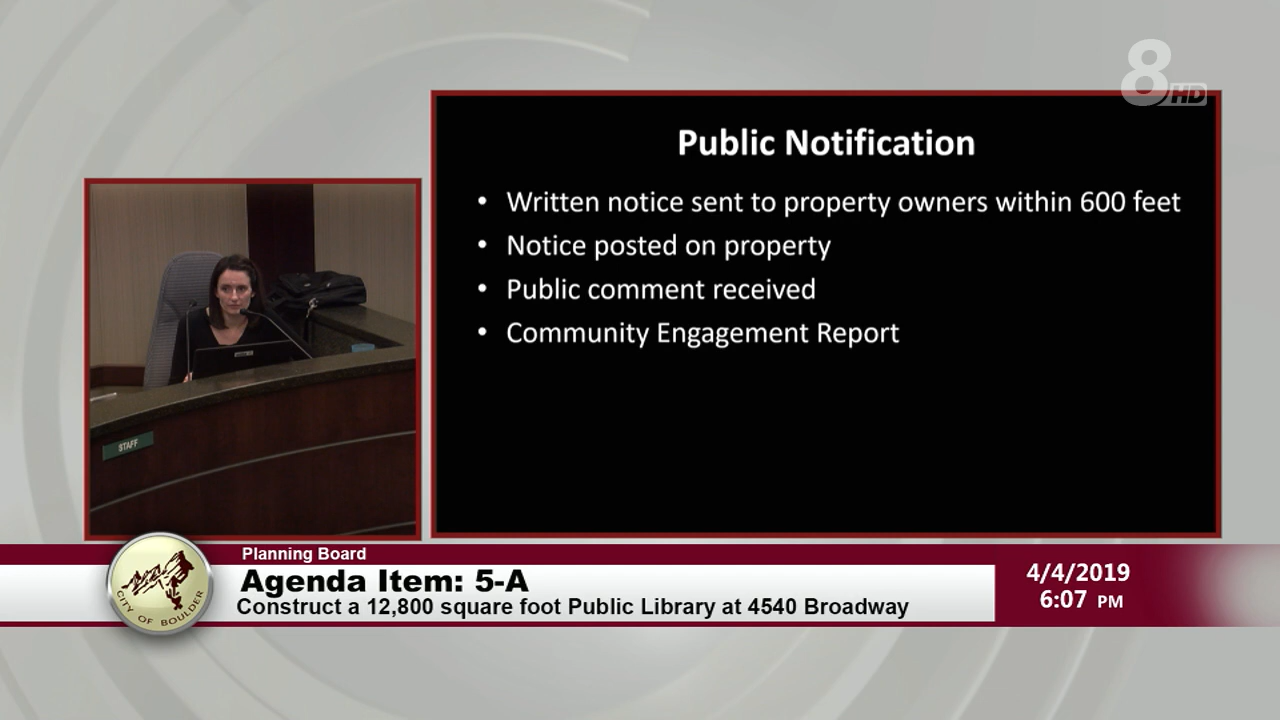 8HD
Public Notification
• Written notice sent to property owners within 600 feet
• Notice posted on property
• Public comment received
• Community Engagement Report
STAFF
Planning Board
Agenda Item: 5-A
Construct a 12,800 square foot Public Library at 4540 Broadway
CITY OF BOULDER
4/4/2019
6:07 PM